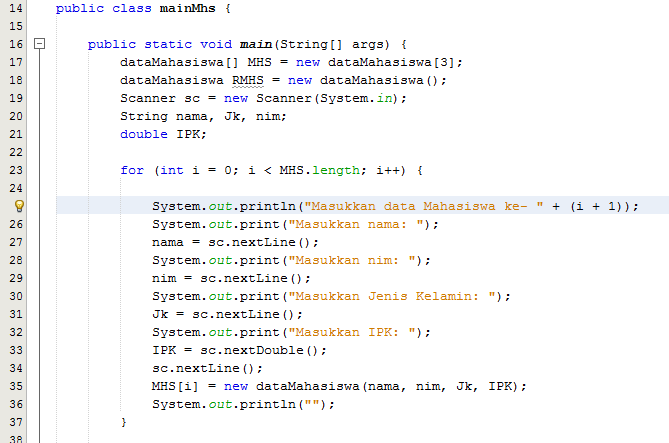 14 public class mainMhs {
15
16 public static void main(String[] args) {
17 dataMahasiswa[] MHS = new dataMahasiswa[3];
18 dataMahasiswa RMHS = new dataMahasiswa();
19 Scanner sc = new Scanner(System.in);
20 String nama, Jk, nim;
21 double IPK;
22
23 for (int i = 0; i < MHS.length; i++) {
24
System.out.println("Masukkan data Mahasiswa ke- " + (i + 1));
26 System.out.print("Masukkan nama: ");
27 nama = sc.nextLine();
28 System.out.print("Masukkan nim: ");
29 nim = sc.nextLine();
30 System.out.print("Masukkan Jenis Kelamin: ");
31 Jk = sc.nextLine();
32 System.out.print("Masukkan IPK: ");
33 IPK = sc.nextDouble();
34 sc.nextLine();
35 MHS[i] = new dataMahasiswa(nama, nim, Jk, IPK);
36 System.out.println("");
37 }
38